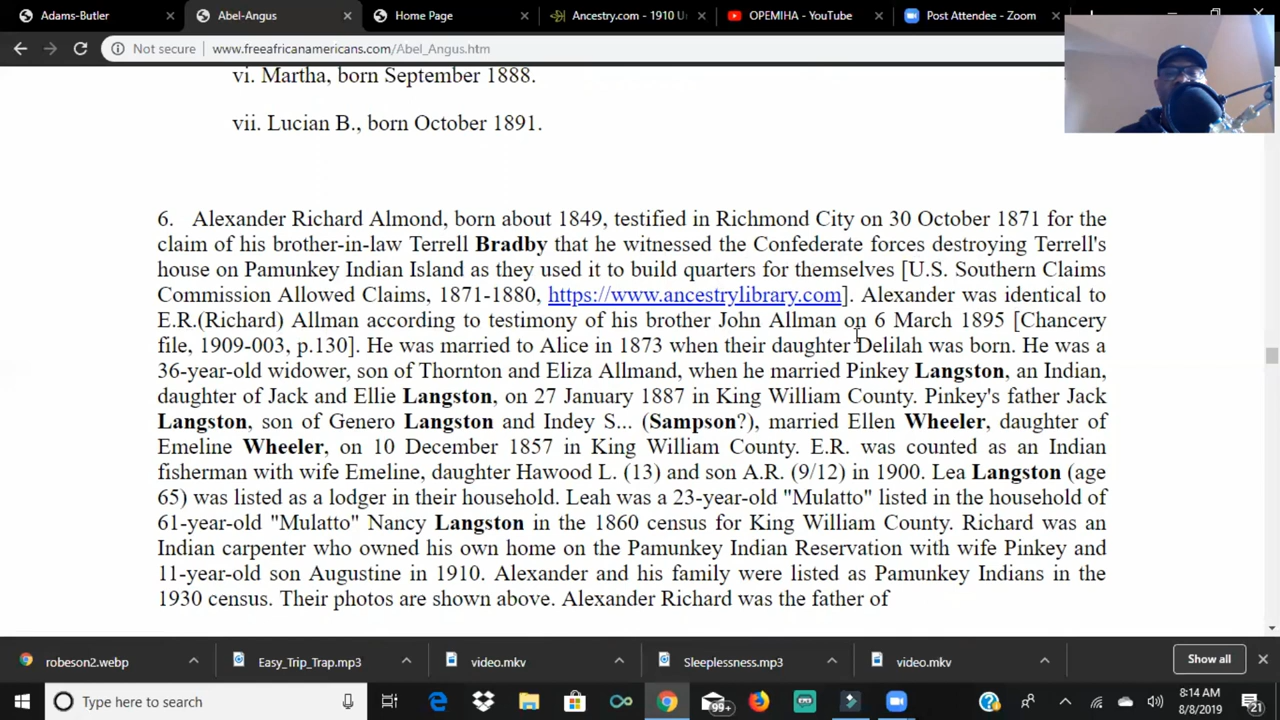 Adams-Butler
Abel-Angus
Home Page
Ancestry.com - 1910 U
OPEMIHA - YouTube
Post Attendee - Zoom
Not secure
www.freeafricanamericans.com/Abel_Angus.htm
vi. Martha, born September 1888.
vii. Lucian B., born October 1891.
6. Alexander Richard Almond, born about 1849, testified in Richmond City on 30 October 1871 for the
claim of his brother-in-law Terrell Bradby that he witnessed the Confederate forces destroying Terrell's
house on Pamunkey Indian Island as they used it to build quarters for themselves [U.S. Southern Claims
Commission Allowed Claims, 1871-1880, https://www.ancestrylibrary.com]. Alexander was identical to
E.R.(Richard) Allman according to testimony of his brother John Allman on 6 March 1895 [Chancery
file, 1909-003, p.130]. He was married to Alice in 1873 when their daughter Delilah was born. He was a
36-year-old widower, son of Thornton and Eliza Allmand, when he married Pinkey Langston, an Indian,
daughter of Jack and Ellie Langston, on 27 January 1887 in King William County. Pinkey's father Jack
Langston, son of Genero Langston and Indey S... (Sampson?), married Ellen Wheeler, daughter of
Emeline Wheeler, on 10 December 1857 in King William County. E.R. was counted as an Indian
fisherman with wife Emeline, daughter Hawood L. (13) and son A.R. (9/12) in 1900. Lea Langston (age
65) was listed as a lodger in their household. Leah was a 23-year-old "Mulatto" listed in the household of
61-year-old "Mulatto" Nancy Langston in the 1860 census for King William County. Richard was an
Indian carpenter who owned his own home on the Pamunkey Indian Reservation with wife Pinkey and
11-year-old son Augustine in 1910. Alexander and his family were listed as Pamunkey Indians in the
1930 census. Their photos are shown above. Alexander Richard was the father of
robeson2.webp
Easy_Trip_Trap.mp3
video.mkv
Sleeplessness.mp3
video.mkv
Show all
Type here to search
99+
8:14 AM
8/8/2019
21